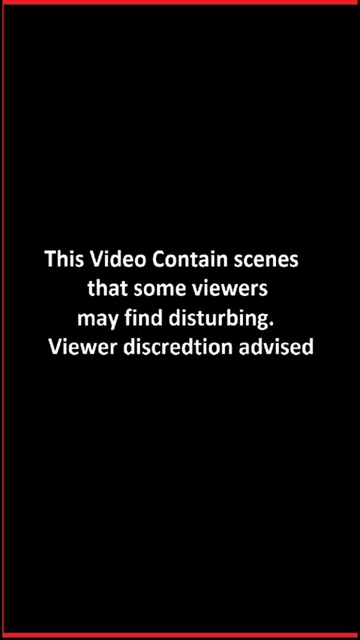 This Video Contain scenes
that some viewers
may find disturbing.
Viewer discredtion advised